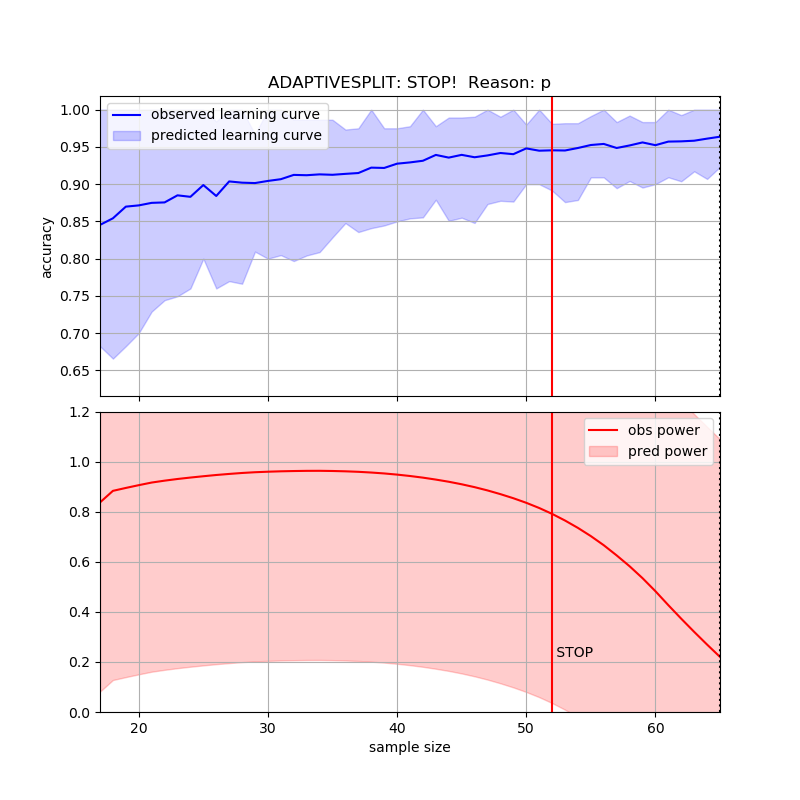 ADAPTIVESPLIT: STOP!  Reason: p
observed learning curve
predicted learning curve
1.00
0.95
0.90
0.85
0.80
0.75
0.70
0.65
accuracy
obs power
pred power
1.2
1.0
0.8
0.6
0.4
0.2
0.0
STOP
20 30 40 50 60
sample size